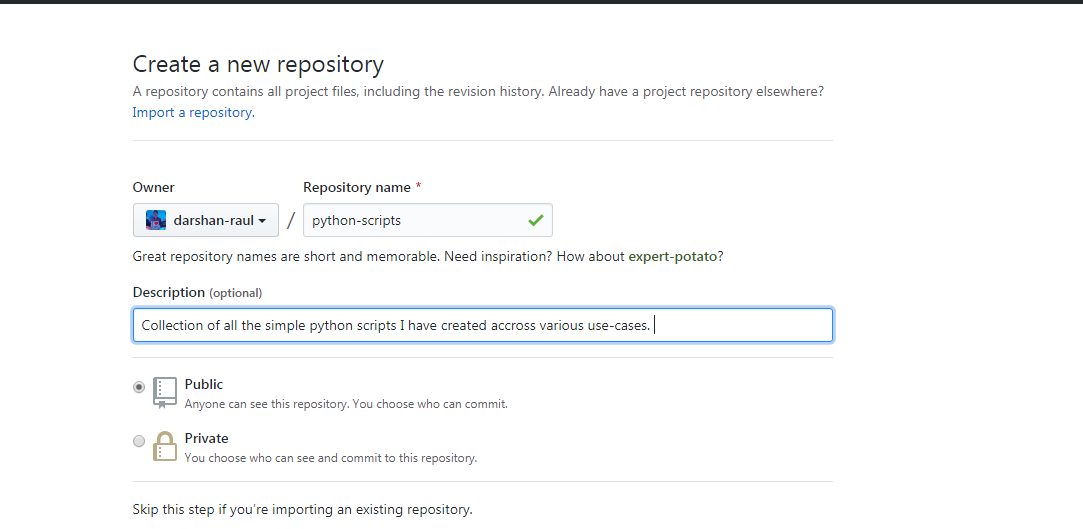 Create a new repository
A repository contains all project files, including the revision history. Already have a project repository elsewhere?
Import a repository.
Owner
Repository name *
darshan-raul
/
python-scripts
Great repository names are short and memorable. Need inspiration? How about expert-potato?
Description (optional)
Collection of all the simple python scripts I have created accross various use-cases.
Public
Anyone can see this repository. You choose who can commit.
Private
You choose who can see and commit to this repository.
Skip this step if you're importing an existing repository.